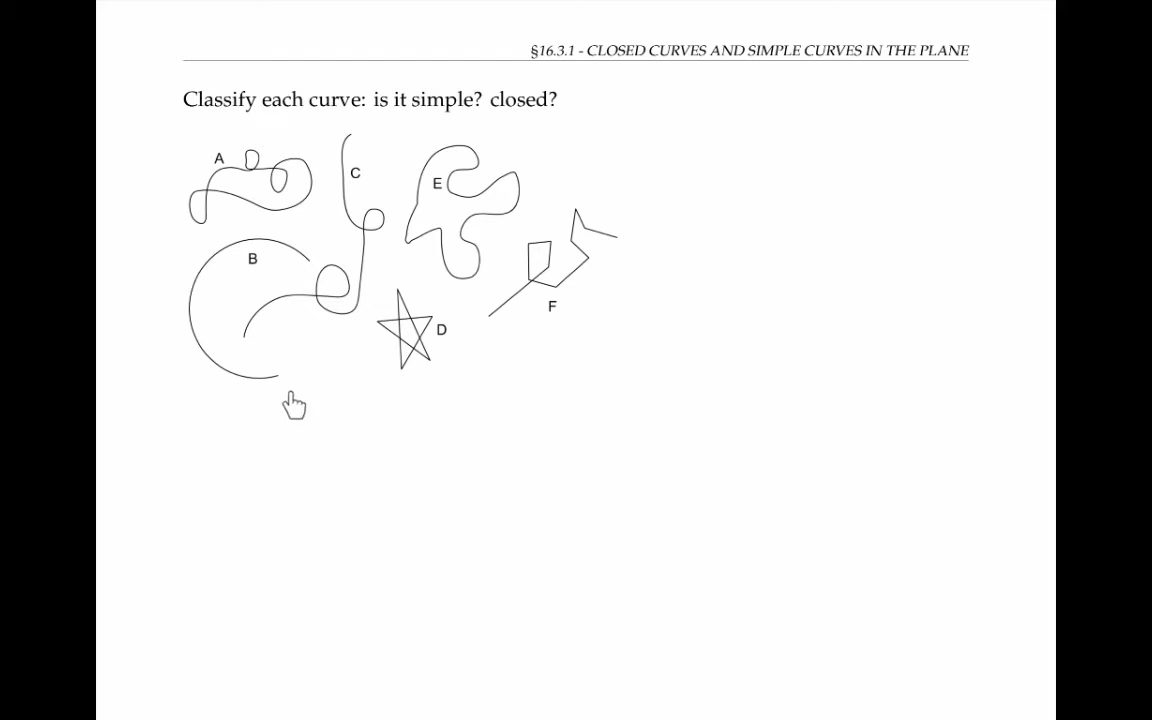 §16.3.1 - CLOSED CURVES AND SIMPLE CURVES IN THE PLANE
Classify each curve: is it simple? closed?
A
C
E
B
F
D